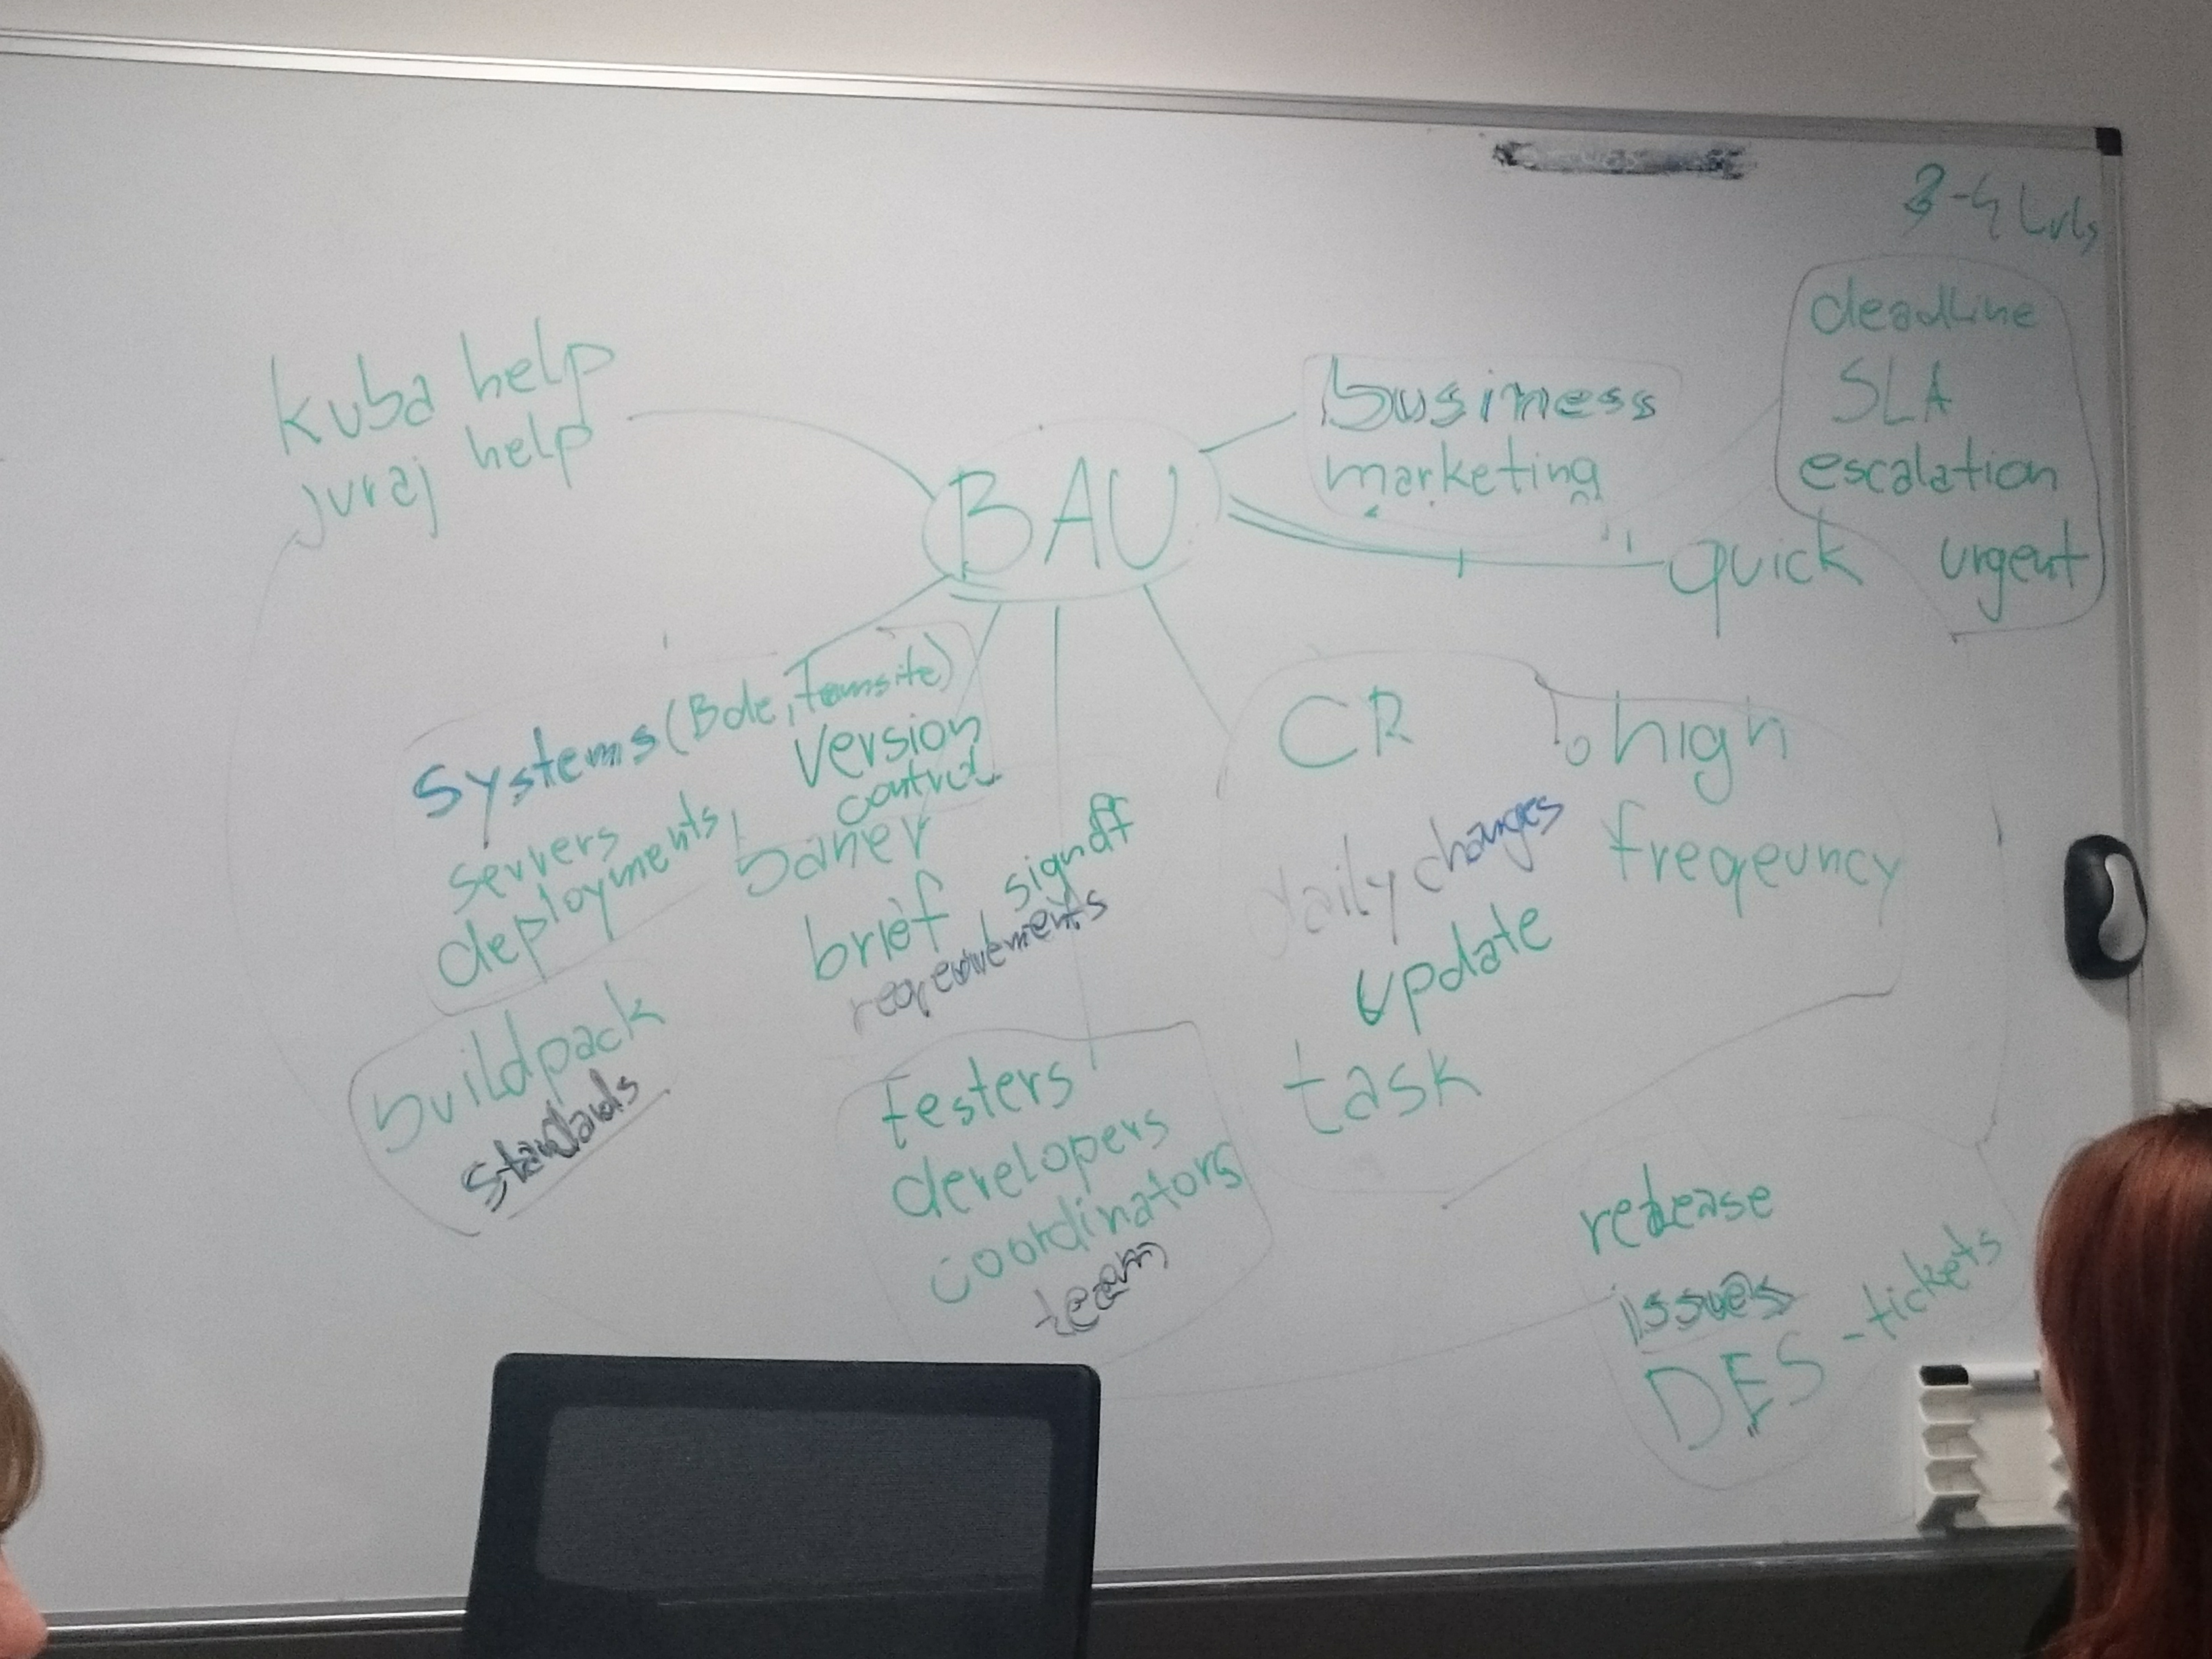 3-4 Lvls
deadline
SLA
escalation
quick urgent
business
marketing
kuba help
juraj help
BAU
Systems (Bde, Teamsite)
version
control
servers
deployments
baner
brief signoff
buildpack
testers
developers
coordinators
team
CR
high
freqeuncy
daily changes
update
task
release
issues
DES - tickets